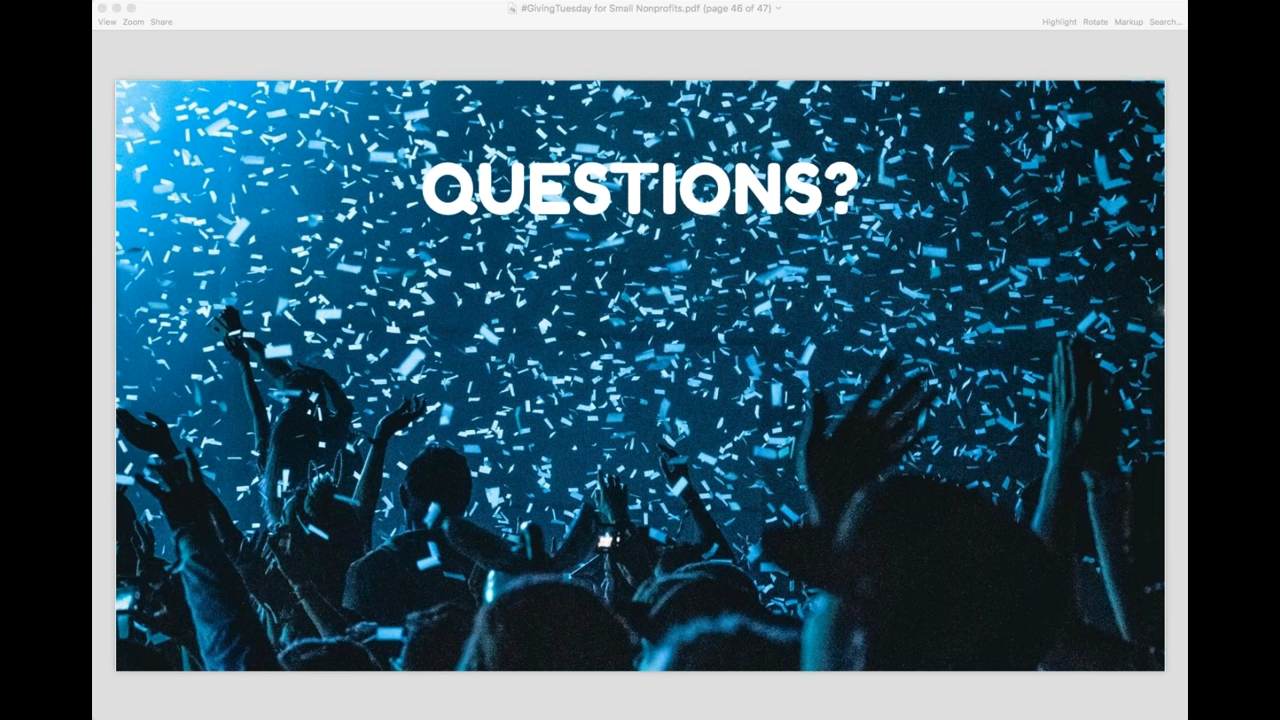 #GivingTuesday for Small Nonprofits.pdf (page 46 of 47)
View Zoom Share
Highlight Rotate Markup Search...
QUESTIONS?